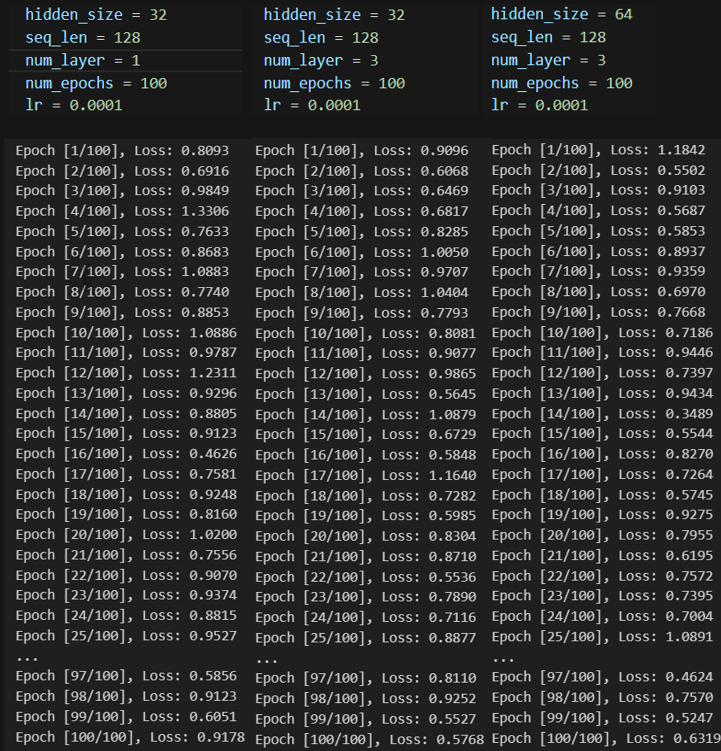 hidden_size = 32
seq_len = 128
num_layer = 1
num_epochs = 100
lr = 0.0001
Epoch [1/100], Loss: 0.8093
Epoch [2/100], Loss: 0.6916
Epoch [3/100], Loss: 0.9849
Epoch [4/100], Loss: 1.3306
Epoch [5/100], Loss: 0.7633
Epoch [6/100], Loss: 0.8683
Epoch [7/100], Loss: 1.0883
Epoch [8/100], Loss: 0.7740
Epoch [9/100], Loss: 0.8853
Epoch [10/100], Loss: 1.0886
Epoch [11/100], Loss: 0.9787
Epoch [12/100], Loss: 1.2311
Epoch [13/100], Loss: 0.9296
Epoch [14/100], Loss: 0.8805
Epoch [15/100], Loss: 0.9123
Epoch [16/100], Loss: 0.4626
Epoch [17/100], Loss: 0.7581
Epoch [18/100], Loss: 0.9248
Epoch [19/100], Loss: 0.8160
Epoch [20/100], Loss: 1.0200
Epoch [21/100], Loss: 0.7556
Epoch [22/100], Loss: 0.9070
Epoch [23/100], Loss: 0.9374
Epoch [24/100], Loss: 0.8815
Epoch [25/100], Loss: 0.9527
...
Epoch [97/100], Loss: 0.5856
Epoch [98/100], Loss: 0.9123
Epoch [99/100], Loss: 0.6051
Epoch [100/100], Loss: 0.9178
hidden_size = 32
seq_len = 128
num_layer = 3
num_epochs = 100
lr = 0.0001
Epoch [1/100], Loss: 0.9096
Epoch [2/100], Loss: 0.6068
Epoch [3/100], Loss: 0.6469
Epoch [4/100], Loss: 0.6817
Epoch [5/100], Loss: 0.8285
Epoch [6/100], Loss: 1.0050
Epoch [7/100], Loss: 0.9707
Epoch [8/100], Loss: 1.0404
Epoch [9/100], Loss: 0.7793
Epoch [10/100], Loss: 0.8081
Epoch [11/100], Loss: 0.9077
Epoch [12/100], Loss: 0.9865
Epoch [13/100], Loss: 0.5645
Epoch [14/100], Loss: 1.0879
Epoch [15/100], Loss: 0.6729
Epoch [16/100], Loss: 0.5848
Epoch [17/100], Loss: 1.1640
Epoch [18/100], Loss: 0.7282
Epoch [19/100], Loss: 0.5985
Epoch [20/100], Loss: 0.8304
Epoch [21/100], Loss: 0.8710
Epoch [22/100], Loss: 0.5536
Epoch [23/100], Loss: 0.7890
Epoch [24/100], Loss: 0.7116
Epoch [25/100], Loss: 0.8877
...
Epoch [97/100], Loss: 0.8110
Epoch [98/100], Loss: 0.9252
Epoch [99/100], Loss: 0.5527
Epoch [100/100], Loss: 0.5768
hidden_size = 64
seq_len = 128
num_layer = 3
num_epochs = 100
lr = 0.0001
Epoch [1/100], Loss: 1.1842
Epoch [2/100], Loss: 0.5502
Epoch [3/100], Loss: 0.9103
Epoch [4/100], Loss: 0.5687
Epoch [5/100], Loss: 0.5853
Epoch [6/100], Loss: 0.8937
Epoch [7/100], Loss: 0.9359
Epoch [8/100], Loss: 0.6970
Epoch [9/100], Loss: 0.7668
Epoch [10/100], Loss: 0.7186
Epoch [11/100], Loss: 0.9446
Epoch [12/100], Loss: 0.7397
Epoch [13/100], Loss: 0.9434
Epoch [14/100], Loss: 0.3489
Epoch [15/100], Loss: 0.5544
Epoch [16/100], Loss: 0.8270
Epoch [17/100], Loss: 0.7264
Epoch [18/100], Loss: 0.5745
Epoch [19/100], Loss: 0.9275
Epoch [20/100], Loss: 0.7955
Epoch [21/100], Loss: 0.6195
Epoch [22/100], Loss: 0.7572
Epoch [23/100], Loss: 0.7395
Epoch [24/100], Loss: 0.7004
Epoch [25/100], Loss: 1.0891
...
Epoch [97/100], Loss: 0.4624
Epoch [98/100], Loss: 0.7570
Epoch [99/100], Loss: 0.5247
Epoch [100/100], Loss: 0.6319